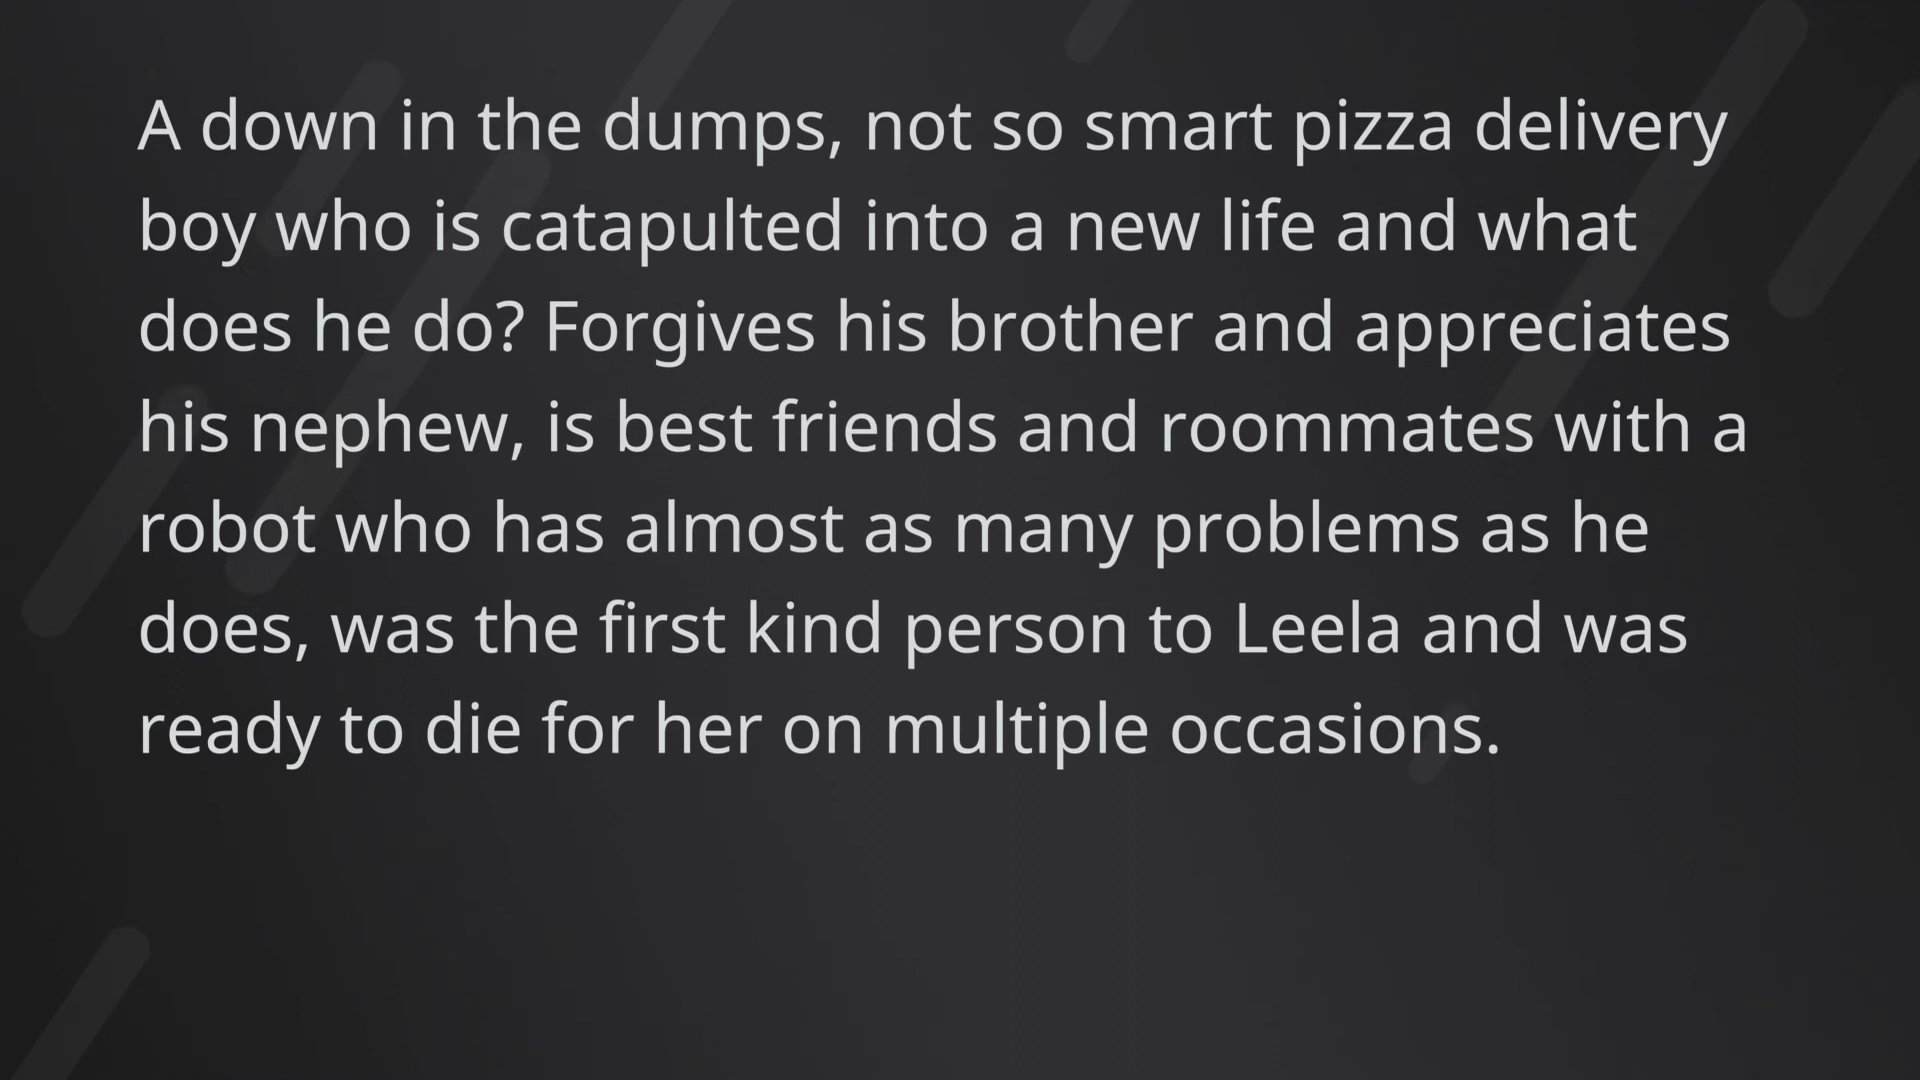 A down in the dumps, not so smart pizza delivery
boy who is catapulted into a new life and what
does he do? Forgives his brother and appreciates
his nephew, is best friends and roommates with a
robot who has almost as many problems as he
does, was the first kind person to Leela and was
ready to die for her on multiple occasions.